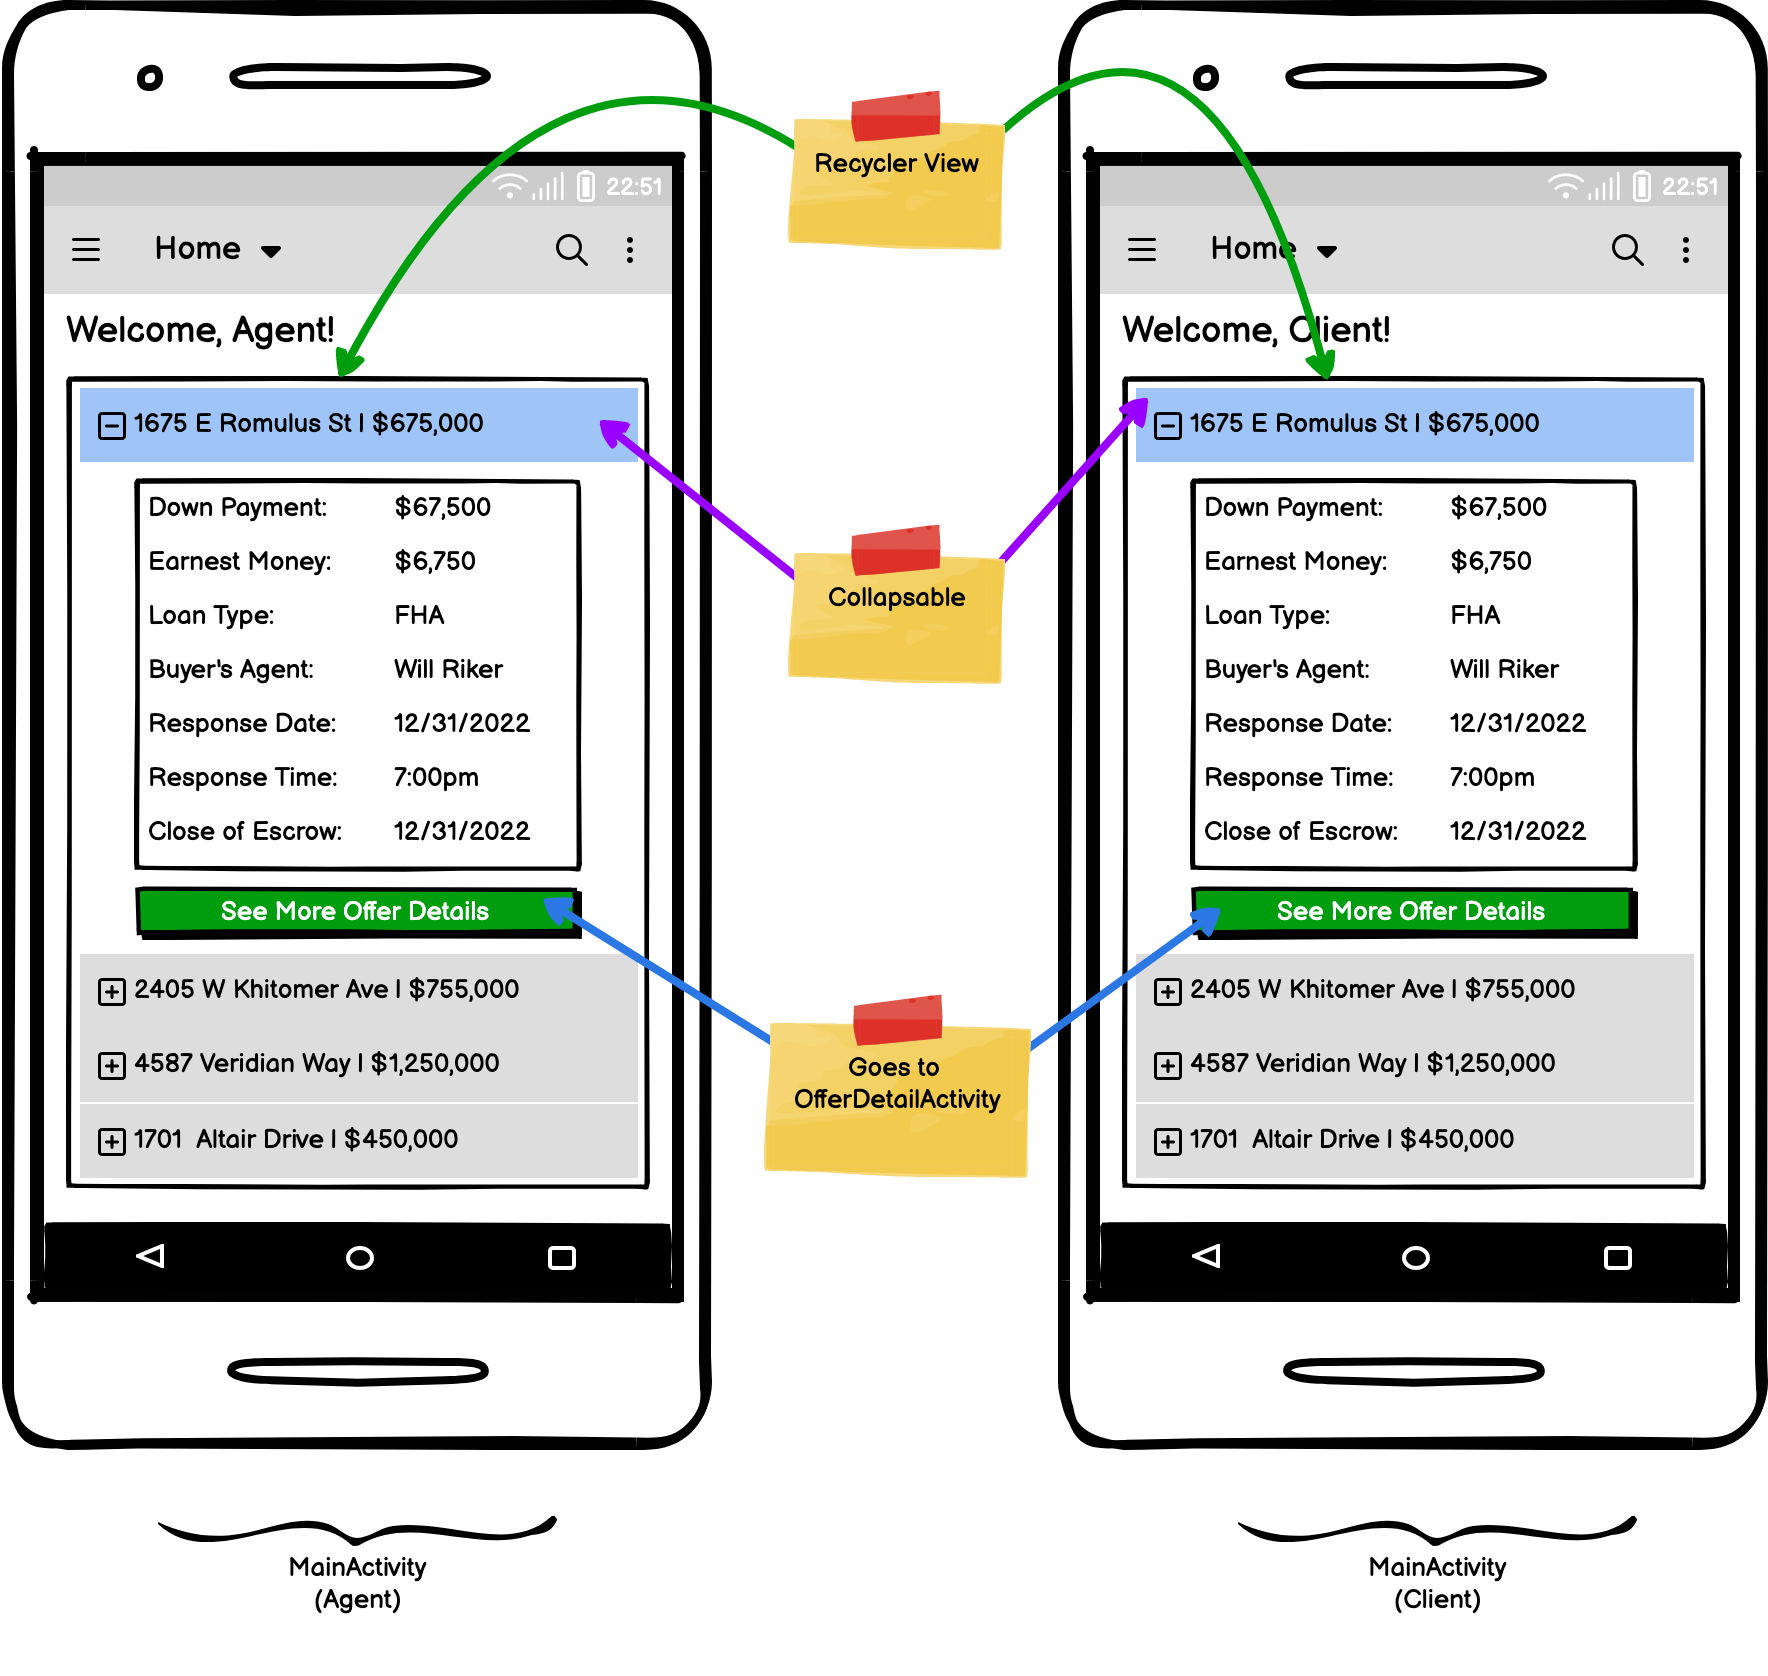 22:51
Home
Welcome, Agent!
1675 E Romulus St | $675,000
Down Payment: $67,500
Earnest Money: $6,750
Loan Type: FHA
Buyer's Agent: Will Riker
Response Date: 12/31/2022
Response Time: 7:00pm
Close of Escrow: 12/31/2022
See More Offer Details
2405 W Khitomer Ave | $755,000
4587 Veridian Way | $1,250,000
1701 Altair Drive | $450,000
MainActivity
(Agent)
Recycler View
Collapsable
Goes to
OfferDetailActivity
22:51
Home
Welcome, Client!
1675 E Romulus St | $675,000
Down Payment: $67,500
Earnest Money: $6,750
Loan Type: FHA
Buyer's Agent: Will Riker
Response Date: 12/31/2022
Response Time: 7:00pm
Close of Escrow: 12/31/2022
See More Offer Details
2405 W Khitomer Ave | $755,000
4587 Veridian Way | $1,250,000
1701 Altair Drive | $450,000
MainActivity
(Client)